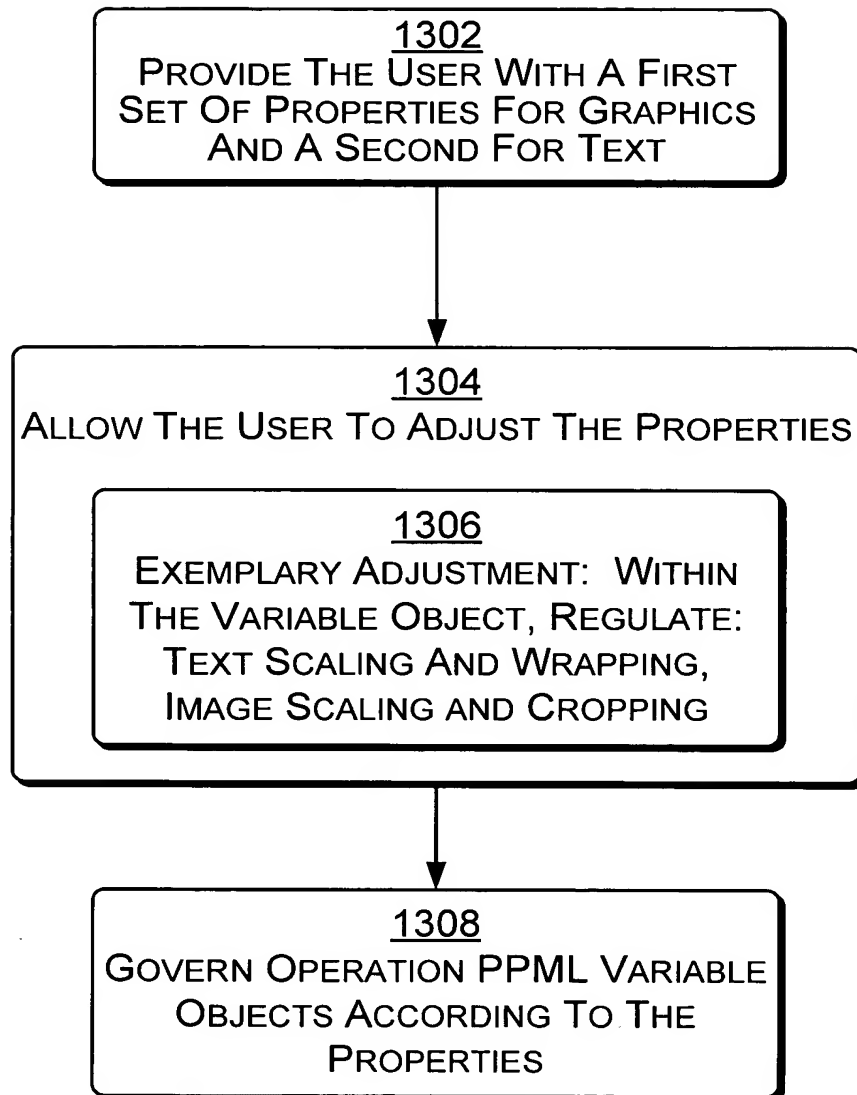 1302
PROVIDE THE USER WITH A FIRST
SET OF PROPERTIES FOR GRAPHICS
AND A SECOND FOR TEXT
1304
ALLOW THE USER TO ADJUST THE PROPERTIES
1306
EXEMPLARY ADJUSTMENT: WITHIN
THE VARIABLE OBJECT, REGULATE:
TEXT SCALING AND WRAPPING,
IMAGE SCALING AND CROPPING
1308
GOVERN OPERATION PPML VARIABLE
OBJECTS ACCORDING TO THE
PROPERTIES